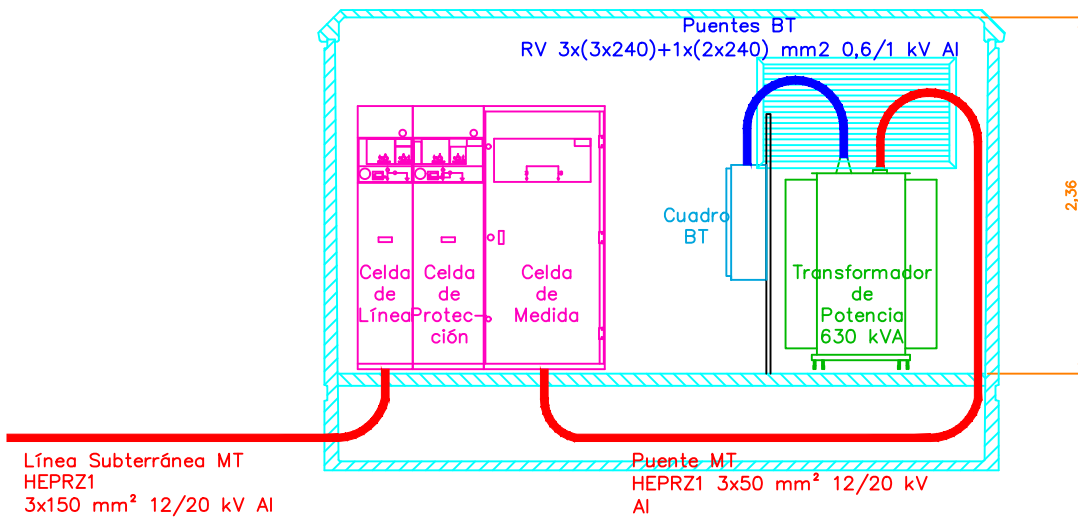 Puentes BT
RV 3x(3x240)+1x(2x240) mm2 0,6/1 kV Al
2,36
Cuadro
BT
Celda
de
Línea
Celda
de
Protec-
ción
Celda
de
Medida
Transformador
de
Potencia
630 kVA
Línea Subterránea MT
HEPRZ1
3x150 mm² 12/20 kV Al
Puente MT
HEPRZ1 3x50 mm² 12/20 kV
Al